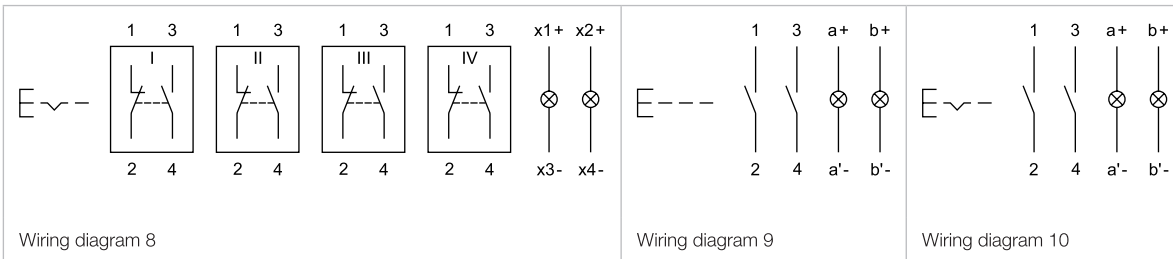 1 3 1 3 1 3 1 3 x1+ x2+ 1 3 a+ b+ 1 3 a+ b+
I II III IV
2 4 2 4 2 4 2 4 x3- x4- 2 4 a'- b'- 2 4 a'- b'-
Wiring diagram 8
Wiring diagram 9
Wiring diagram 10